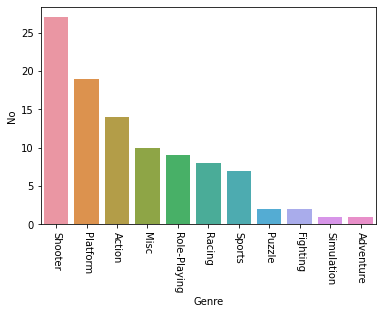 No
25
20
15
10
5
0
Shooter
Platform
Action
Misc
Role-Playing
Racing
Sports
Puzzle
Fighting
Simulation
Adventure
Genre